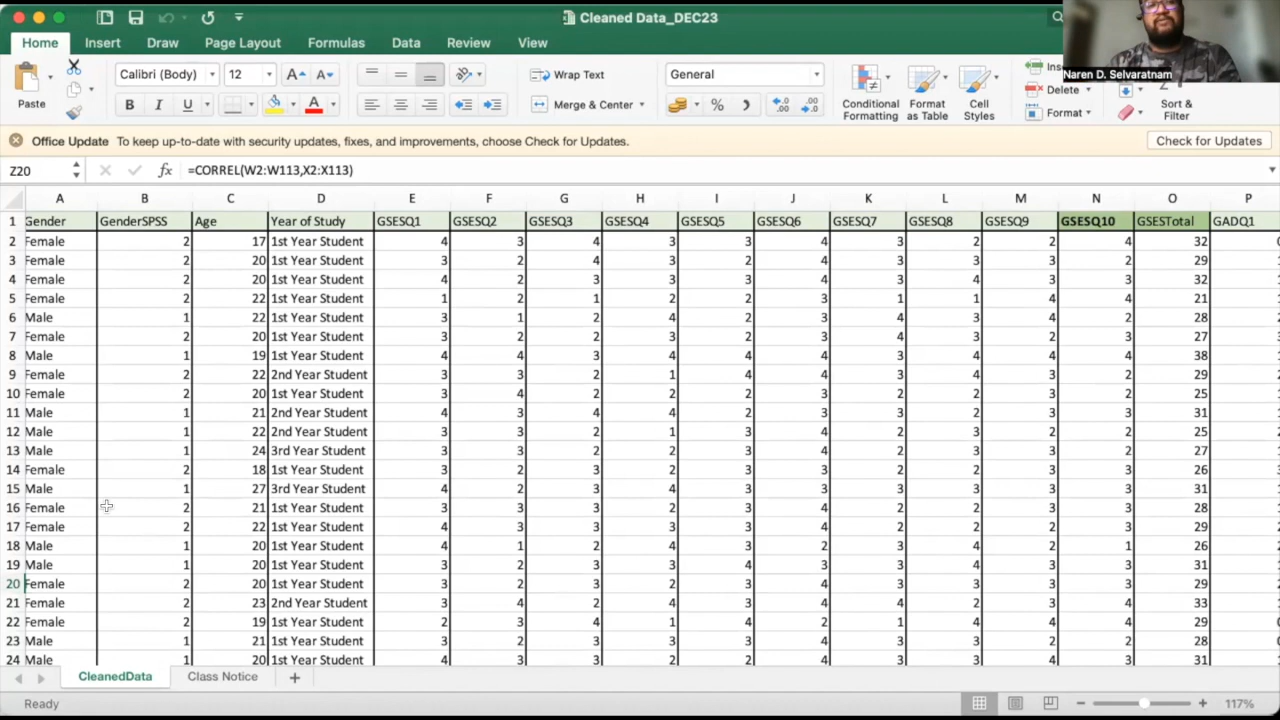 Cleaned Data_DEC23
Home Insert Draw Page Layout Formulas Data Review View
Naren D. Selvaratnam
Paste
Calibri (Body) 12
B I U
Wrap Text
Merge & Center
General
Conditional Formatting
Format as Table
Cell Styles
Delete
Format
Sort & Filter
Office Update To keep up-to-date with security updates, fixes, and improvements, choose Check for Updates. Check for Updates
Z20 fx =CORREL(W2:W113,X2:X113)
A B C D E F G H I J K L M N O P
1 Gender GenderSPSS Age Year of Study GSESQ1 GSESQ2 GSESQ3 GSESQ4 GSESQ5 GSESQ6 GSESQ7 GSESQ8 GSESQ9 GSESQ10 GSESTotal GADQ1
2 Female 2 17 1st Year Student 4 3 4 3 3 4 3 2 2 4 32
3 Female 2 20 1st Year Student 3 2 4 3 2 4 3 3 3 2 29
4 Female 2 20 1st Year Student 4 2 3 3 3 4 3 4 3 3 32
5 Female 2 22 1st Year Student 1 2 1 2 2 3 1 1 4 4 21
6 Male 1 22 1st Year Student 3 1 2 4 2 3 4 3 4 2 28
7 Female 2 20 1st Year Student 3 2 2 3 2 3 4 3 2 3 27
8 Male 1 19 1st Year Student 4 4 3 4 4 4 3 4 4 4 38
9 Female 2 22 2nd Year Student 3 3 2 1 4 4 3 4 3 2 29
10 Female 2 20 1st Year Student 3 4 2 2 2 3 2 2 3 2 25
11 Male 1 21 2nd Year Student 4 3 4 4 2 3 3 2 3 3 31
12 Male 1 22 2nd Year Student 3 3 2 1 3 4 2 3 2 2 25
13 Male 1 24 3rd Year Student 3 3 2 2 3 4 2 3 3 2 27
14 Female 2 18 1st Year Student 3 2 3 2 3 4 2 2 2 3 26
15 Male 1 27 3rd Year Student 4 2 3 4 3 4 2 3 3 3 31
16 Female 2 21 1st Year Student 3 3 3 2 3 4 2 3 2 3 28
17 Female 2 22 1st Year Student 4 3 3 3 3 4 2 2 2 3 29
18 Male 1 20 1st Year Student 4 1 2 4 3 2 3 4 2 1 26
19 Male 1 20 1st Year Student 3 2 3 3 4 3 3 4 3 3 31
20 Female 2 20 1st Year Student 3 2 3 2 3 4 3 3 3 3 29
21 Female 2 23 2nd Year Student 3 4 2 4 3 4 4 2 3 4 33
22 Female 2 19 1st Year Student 2 3 4 1 4 2 1 4 4 4 29
23 Male 1 21 1st Year Student 3 2 3 3 3 4 3 3 2 2 28
24 Male 1 20 1st Year Student 4 3 3 2 2 4 3 3 4 3 31
CleanedData Class Notice
Ready 117%